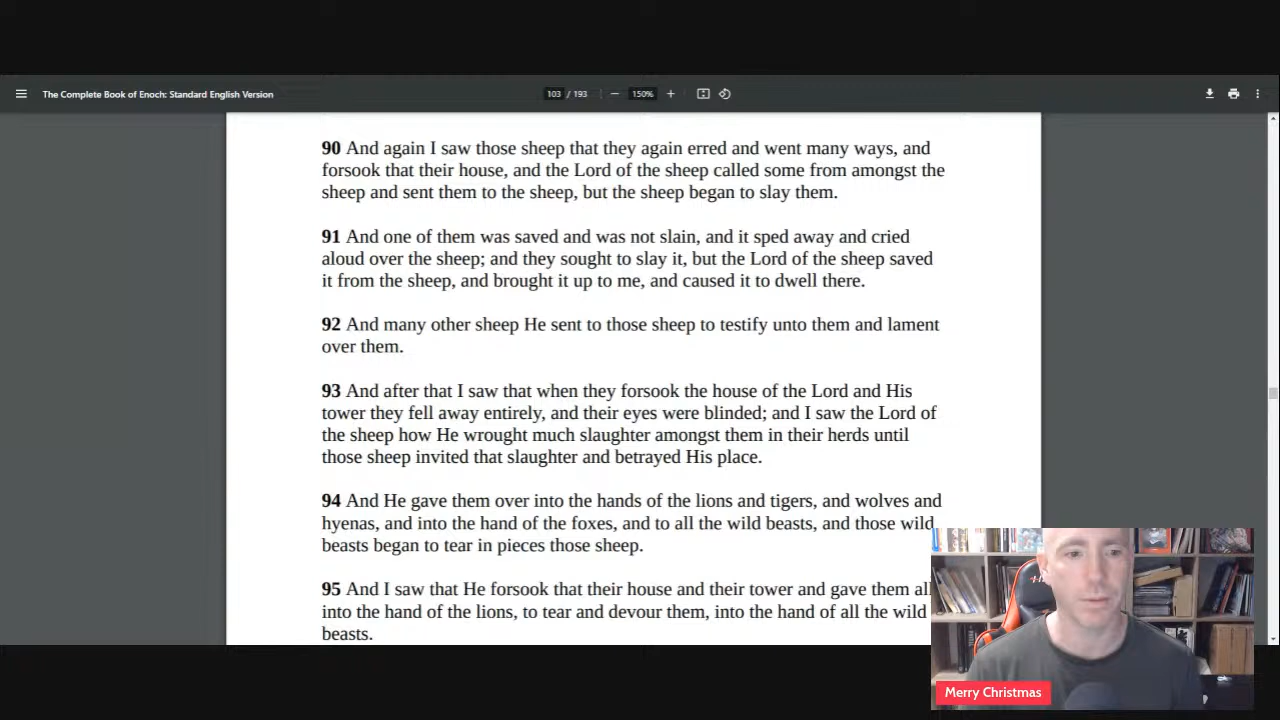 The Complete Book of Enoch: Standard English Version
103 / 193
150%
90 And again I saw those sheep that they again erred and went many ways, and
forsook that their house, and the Lord of the sheep called some from amongst the
sheep and sent them to the sheep, but the sheep began to slay them.
91 And one of them was saved and was not slain, and it sped away and cried
aloud over the sheep; and they sought to slay it, but the Lord of the sheep saved
it from the sheep, and brought it up to me, and caused it to dwell there.
92 And many other sheep He sent to those sheep to testify unto them and lament
over them.
93 And after that I saw that when they forsook the house of the Lord and His
tower they fell away entirely, and their eyes were blinded; and I saw the Lord of
the sheep how He wrought much slaughter amongst them in their herds until
those sheep invited that slaughter and betrayed His place.
94 And He gave them over into the hands of the lions and tigers, and wolves and
hyenas, and into the hand of the foxes, and to all the wild beasts, and those wild
beasts began to tear in pieces those sheep.
95 And I saw that He forsook that their house and their tower and gave them all
into the hand of the lions, to tear and devour them, into the hand of all the wild
beasts.
Merry Christmas